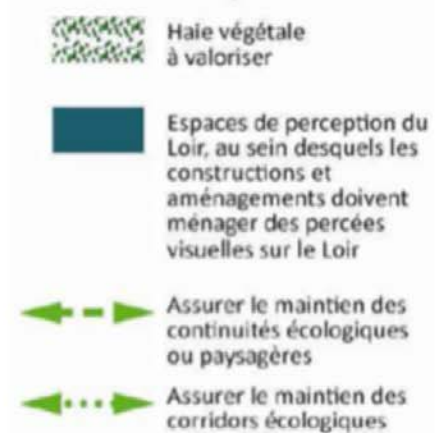 Haie végétale
à valoriser
Espaces de perception du
Loir, au sein desquels les
constructions et
aménagements doivent
ménager des percées
visuelles sur le Loir
Assurer le maintien des
continuités écologiques
ou paysagères
Assurer le maintien des
corridors écologiques